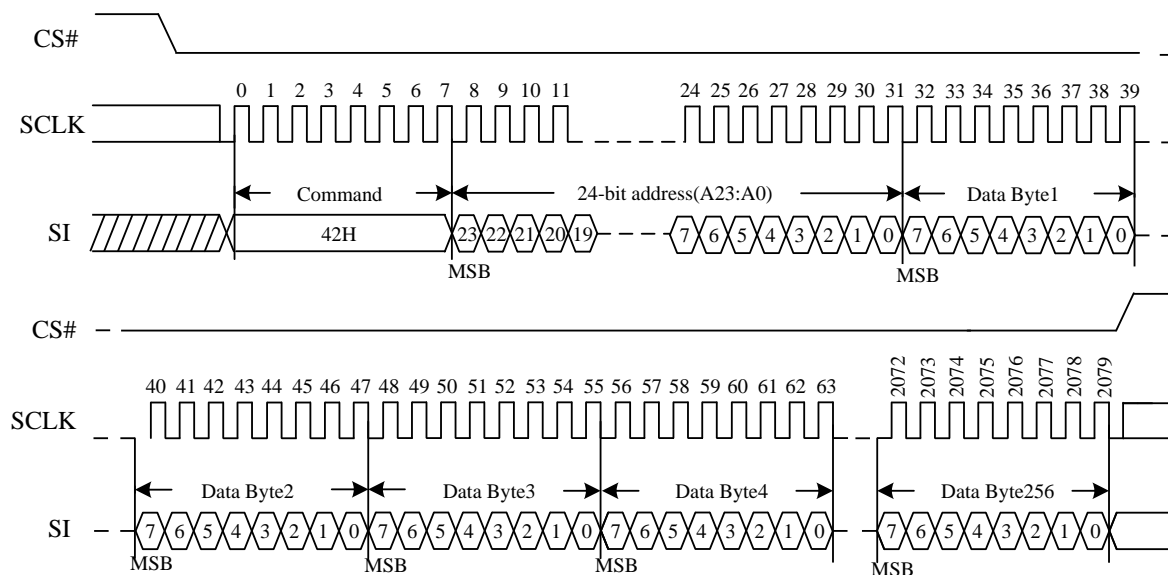 CS#
0 1 2 3 4 5 6 7 8 9 10 11 24 25 26 27 28 29 30 31 32 33 34 35 36 37 38 39
SCLK
Command 24-bit address(A23:A0) Data Byte1
SI 42H 23 22 21 20 19 7 6 5 4 3 2 1 0 7 6 5 4 3 2 1 0
MSB MSB
CS#
40 41 42 43 44 45 46 47 48 49 50 51 52 53 54 55 56 57 58 59 60 61 62 63 2072 2073 2074 2075 2076 2077 2078 2079
SCLK
Data Byte2 Data Byte3 Data Byte4 Data Byte256
SI 7 6 5 4 3 2 1 0 7 6 5 4 3 2 1 0 7 6 5 4 3 2 1 0 7 6 5 4 3 2 1 0
MSB MSB MSB MSB